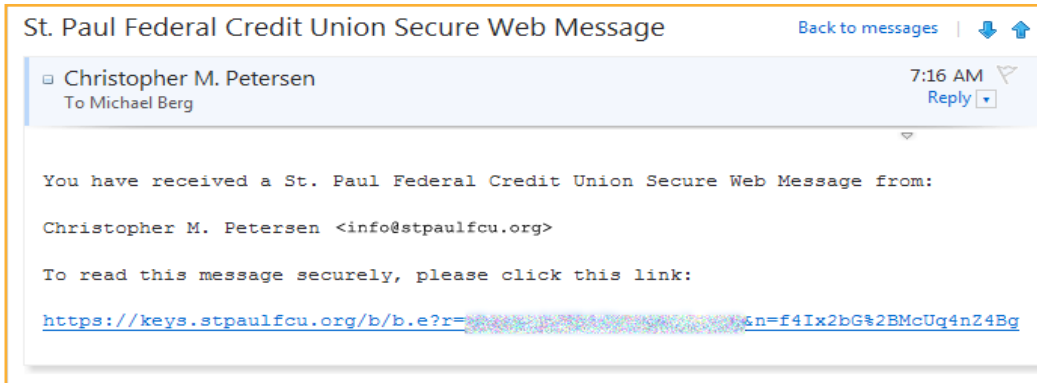 St. Paul Federal Credit Union Secure Web Message
Back to messages |
Christopher M. Petersen
7:16 AM
To Michael Berg
Reply
You have received a St. Paul Federal Credit Union Secure Web Message from:
Christopher M. Petersen <info@stpaulfcu.org>
To read this message securely, please click this link:
https://keys.stpaulfcu.org/b/b.e?r= &n=f4Ix2bG%2BMcUq4nZ4Bg